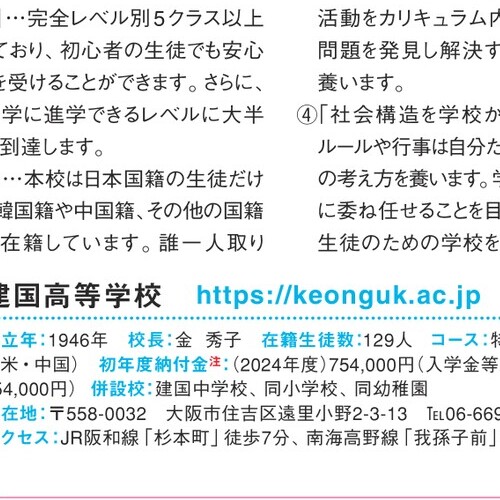 …完全レベル別5クラス以上
ており、初心者の生徒でも安心
を受けることができます。さらに、
学に進学できるレベルに大半
到達します。
…本校は日本国籍の生徒だけ
韓国籍や中国籍、その他の国籍
在籍しています。誰一人取り
活動をカリキュラム内
問題を発見し解決す
養います。
④「社会構造を学校か
ルールや行事は自分た
の考え方を養います。学
に委ね任せることを目
生徒のための学校を
建国高等学校 https://keonguk.ac.jp
立年：1946年 校長：金 秀子 在籍生徒数：129人 コース：特
米・中国） 初年度納付金注：（2024年度）754,000円（入学金等
54,000円） 併設校：建国中学校、同小学校、同幼稚園
在地：〒558-0032 大阪市住吉区遠里小野2-3-13 ℡06-669
クセス：JR阪和線「杉本町」徒歩7分、南海高野線「我孫子前」